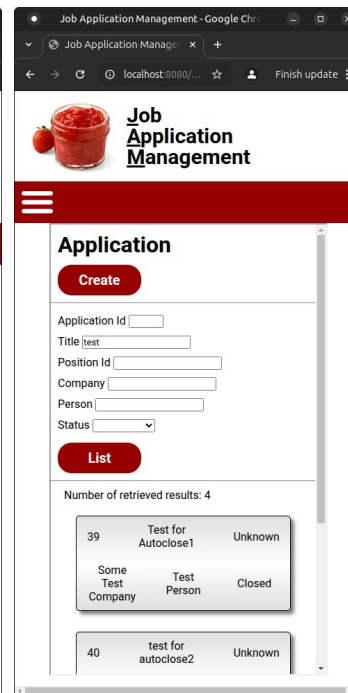 Job Application Management - Google Chro
Job Application Manage
localhost:8080/...
Finish update
Job
Application
Management
Application
Create
Application Id
Title test
Position Id
Company
Person
Status
List
Number of retrieved results: 4
39 Test for Autoclose1 Unknown
Some Test Company Test Person Closed
40 test for autoclose2 Unknown